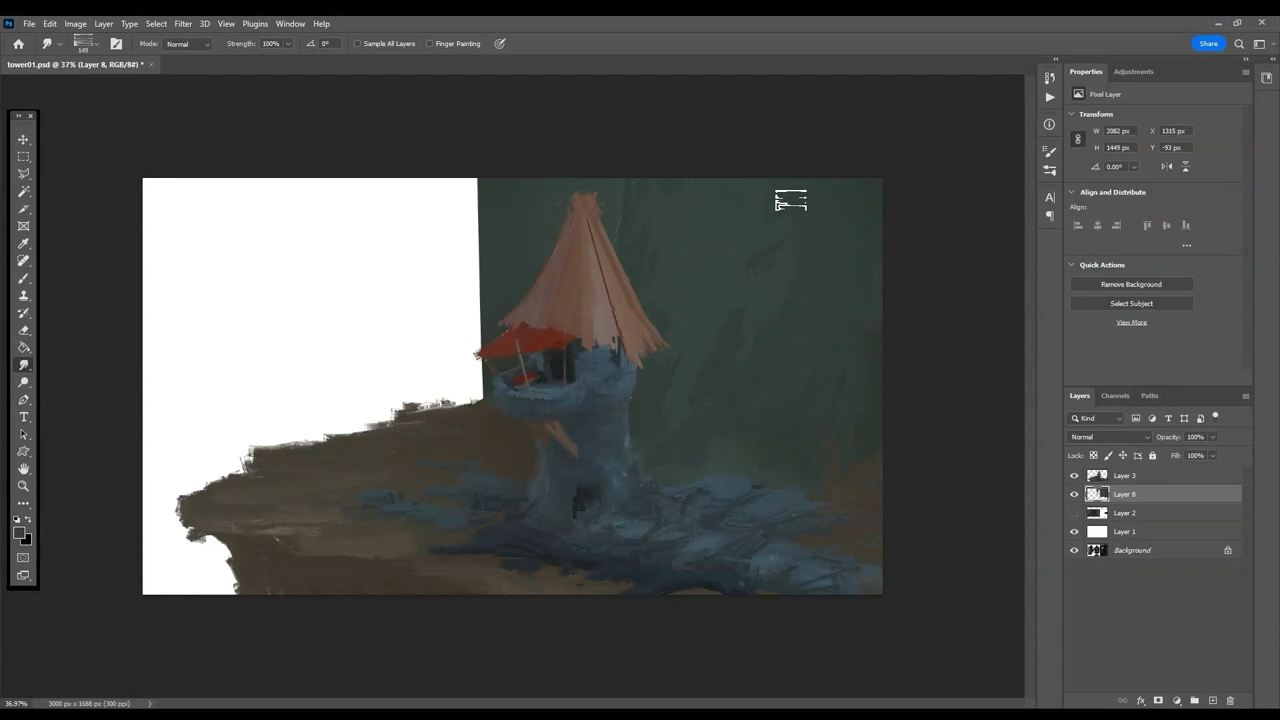 Ps File Edit Image Layer Type Select Filter 3D View Plugins Window Help
549 Mode: Normal Strength: 100% 0° Sample All Layers Finger Painting Share
tower01.psd @ 37% (Layer 8, RGB/8#) * ×
Properties Adjustments
Pixel Layer
Transform
W 2082 px X 1315 px
H 1449 px Y -93 px
0.00°
Align and Distribute
Align:
Quick Actions
Remove Background
Select Subject
View More
Layers Channels Paths
Kind
Normal Opacity: 100%
Lock: Fill: 100%
Layer 3
Layer 8
Layer 2
Layer 1
Background
36.97% 3000 px x 1688 px (300 ppi)